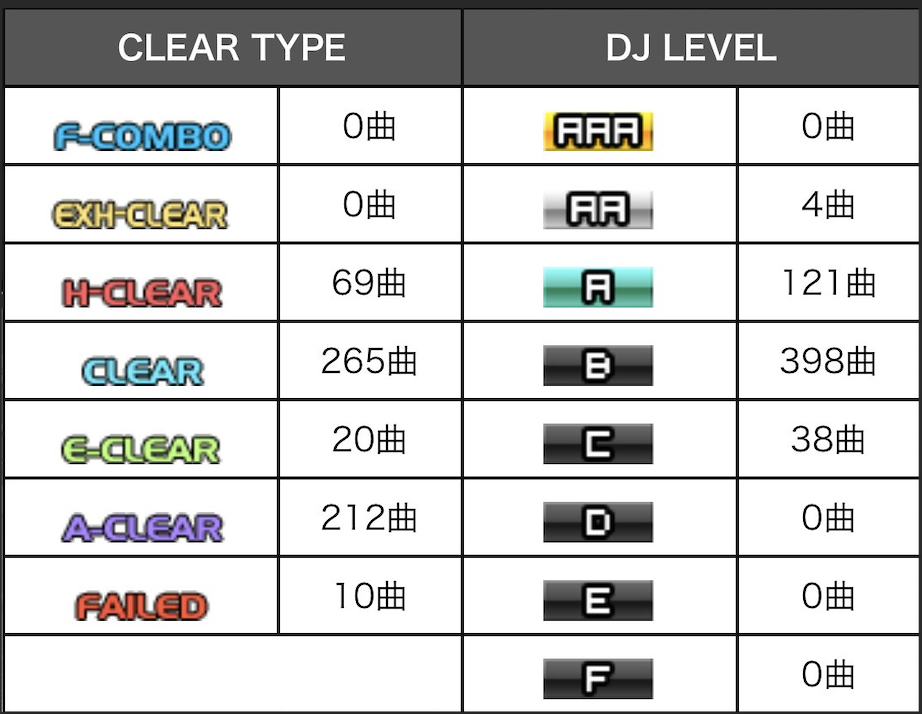 CLEAR TYPE DJ LEVEL
F-COMBO 0曲 AAA 0曲
EXH-CLEAR 0曲 AA 4曲
H-CLEAR 69曲 A 121曲
CLEAR 265曲 B 398曲
E-CLEAR 20曲 C 38曲
A-CLEAR 212曲 D 0曲
FAILED 10曲 E 0曲
F 0曲